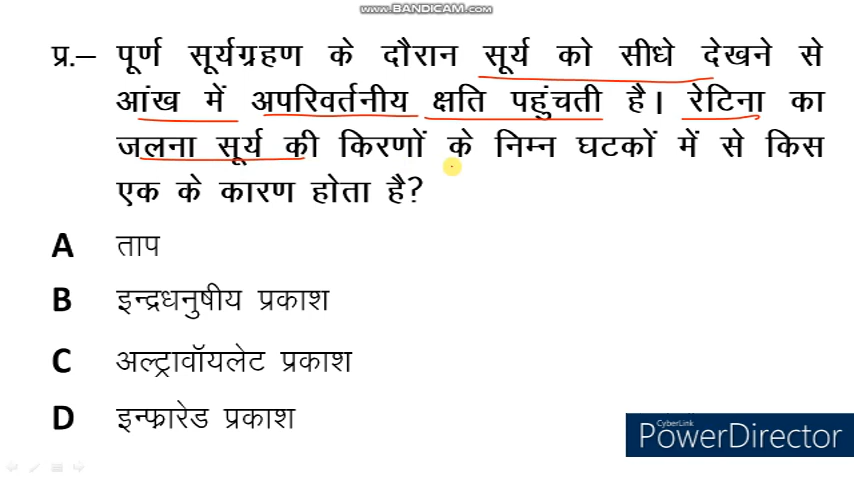 www.BANDICAM.com
प्र.– पूर्ण सूर्यग्रहण के दौरान सूर्य को सीधे देखने से
आंख में अपरिवर्तनीय क्षति पहुंचती है। रेटिना का
जलना सूर्य की किरणों के निम्न घटकों में से किस
एक के कारण होता है?
A ताप
B इन्द्रधनुषीय प्रकाश
C अल्ट्रावॉयलेट प्रकाश
D इन्फ्रारेड प्रकाश
CyberLink
PowerDirector